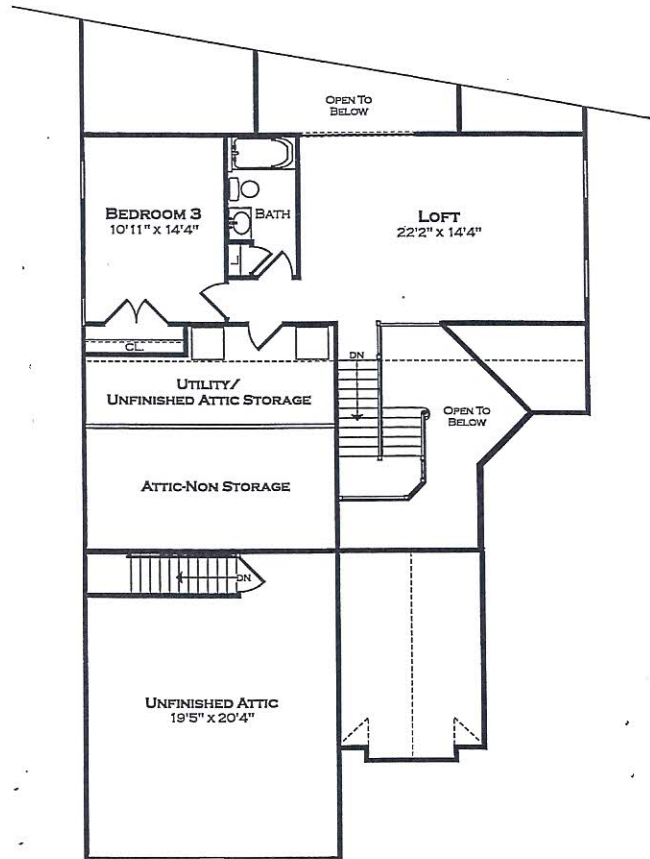 OPEN TO
BELOW
BEDROOM 3
10'11" x 14'4"
BATH
LOFT
22'2" x 14'4"
L
CL.
DN
UTILITY/
UNFINISHED ATTIC STORAGE
OPEN TO
BELOW
ATTIC-NON STORAGE
DN
UNFINISHED ATTIC
19'5" x 20'4"